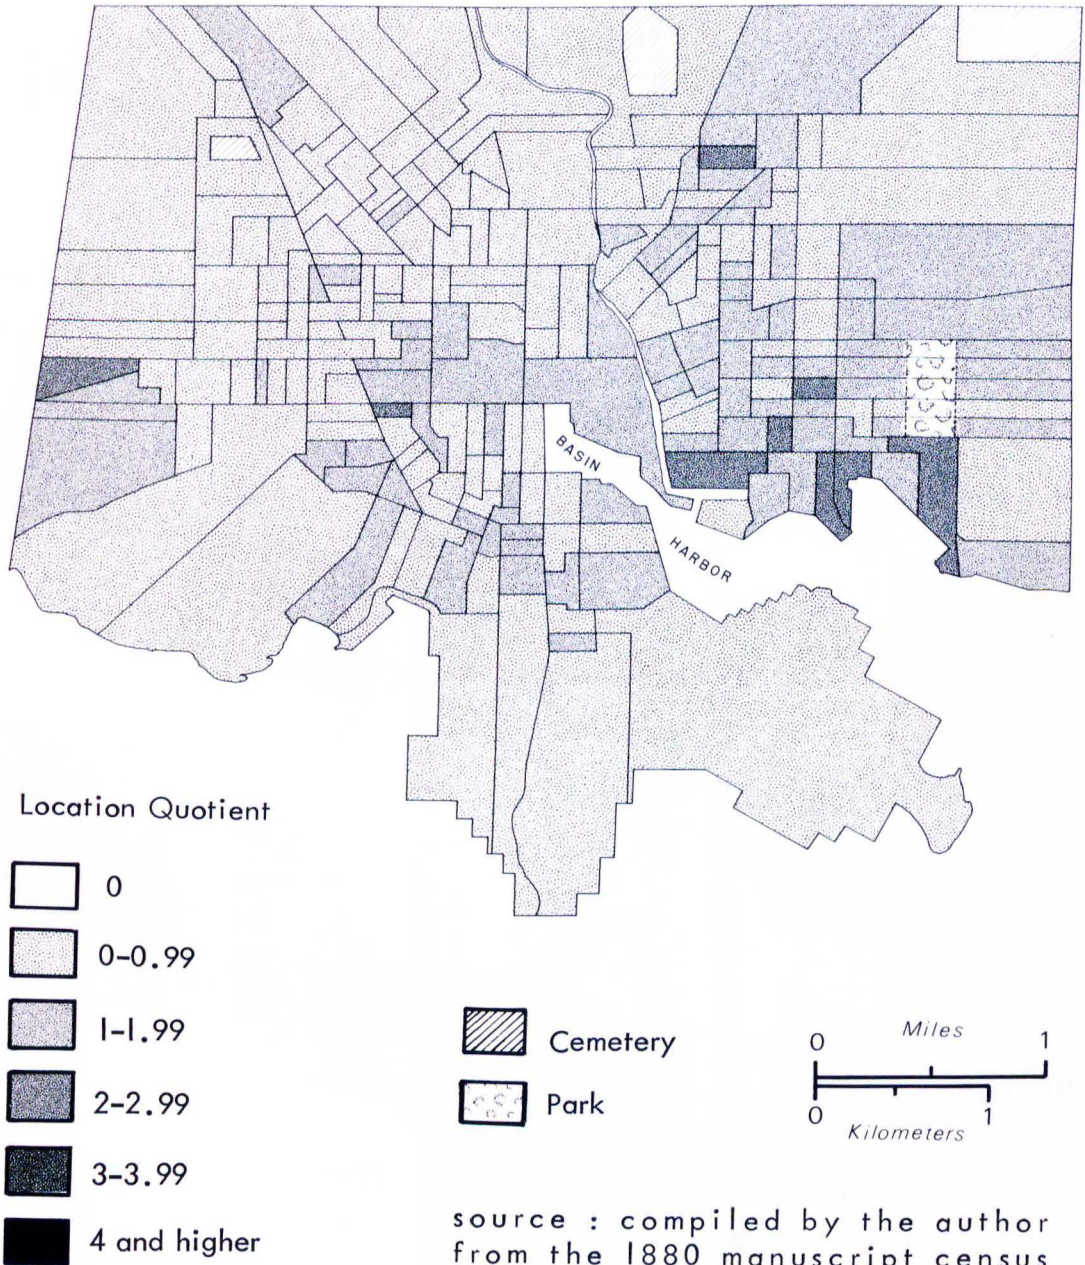 BASIN
HARBOR
Location Quotient
0
0-0.99
1-1.99
2-2.99
3-3.99
4 and higher
Cemetery
Park
Miles
0 1
0 1
Kilometers
source : compiled by the author
from the 1880 manuscript census